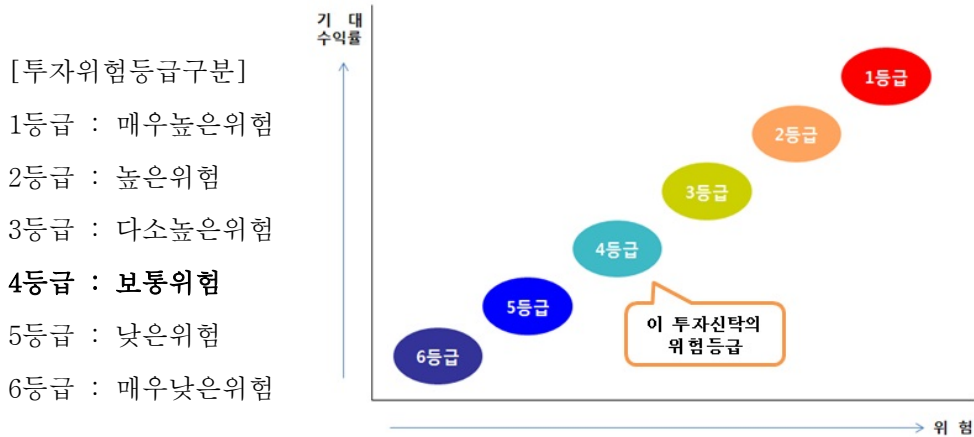 [투자위험등급구분]
1등급 : 매우높은위험
2등급 : 높은위험
3등급 : 다소높은위험
4등급 : 보통위험
5등급 : 낮은위험
6등급 : 매우낮은위험
기 대
수익률
1등급
2등급
3등급
4등급
5등급
6등급
이 투자신탁의
위험등급
위 험